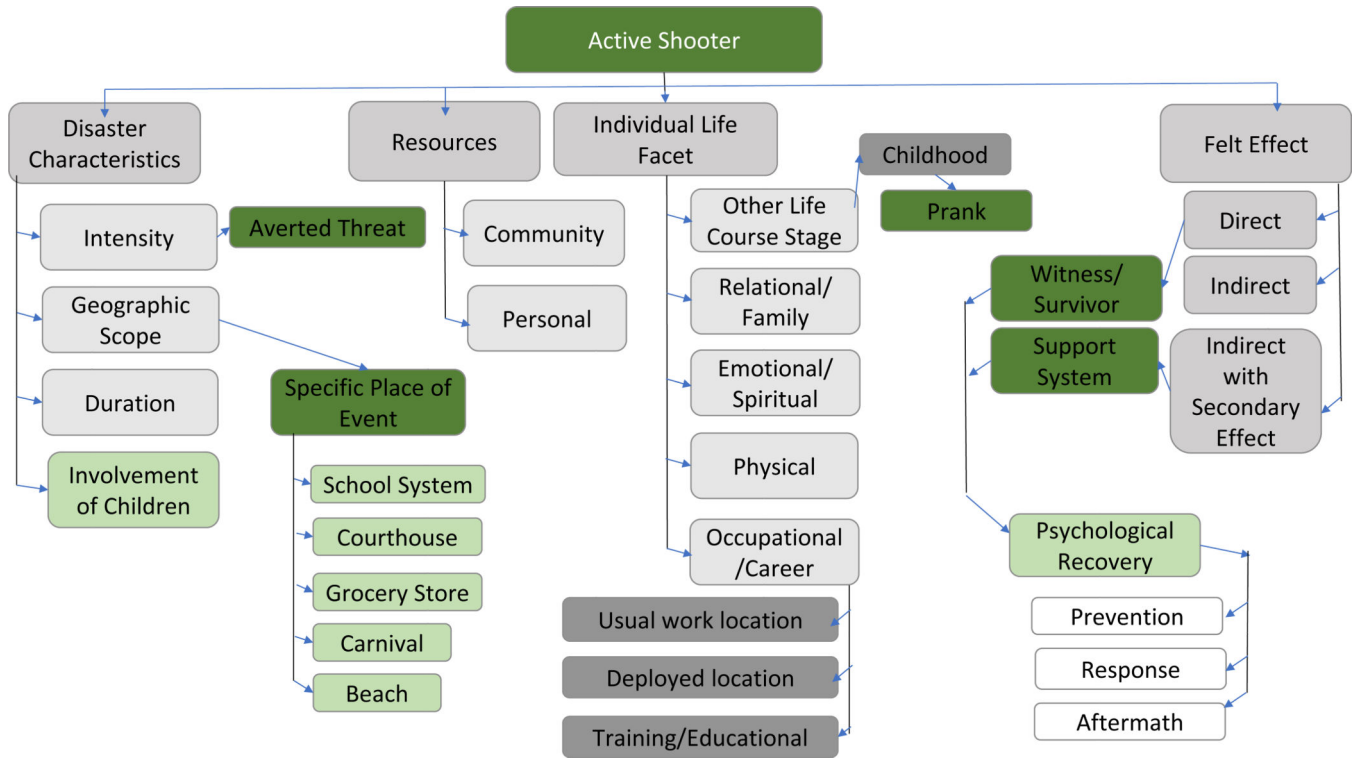 Active Shooter
Disaster
Characteristics
Intensity
Averted Threat
Geographic
Scope
Specific Place of
Event
School System
Courthouse
Grocery Store
Carnival
Beach
Duration
Involvement
of Children
Resources
Community
Personal
Individual Life
Facet
Other Life
Course Stage
Childhood
Prank
Relational/
Family
Emotional/
Spiritual
Physical
Occupational
/Career
Usual work location
Deployed location
Training/Educational
Felt Effect
Direct
Witness/
Survivor
Indirect
Indirect
with
Secondary
Effect
Support
System
Psychological
Recovery
Prevention
Response
Aftermath